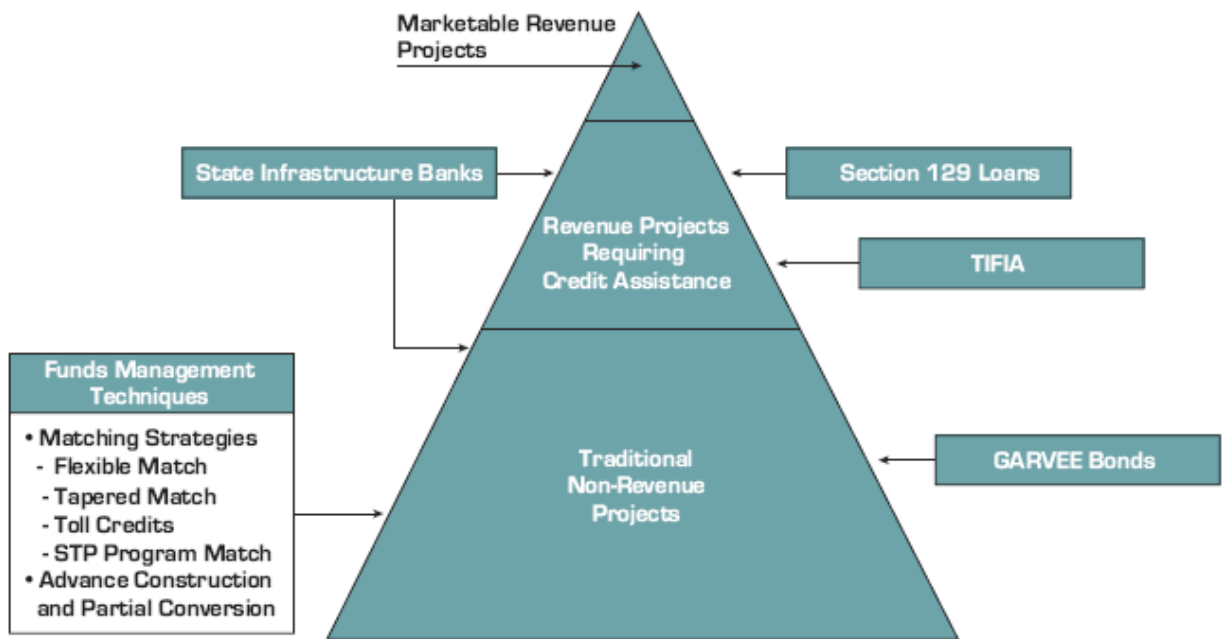 Marketable Revenue
Projects
State Infrastructure Banks
Section 129 Loans
Revenue Projects
Requiring
Credit Assistance
TIFIA
Funds Management
Techniques
• Matching Strategies
- Flexible Match
- Tapered Match
- Toll Credits
- STP Program Match
• Advance Construction
and Partial Conversion
Traditional
Non-Revenue
Projects
GARVEE Bonds